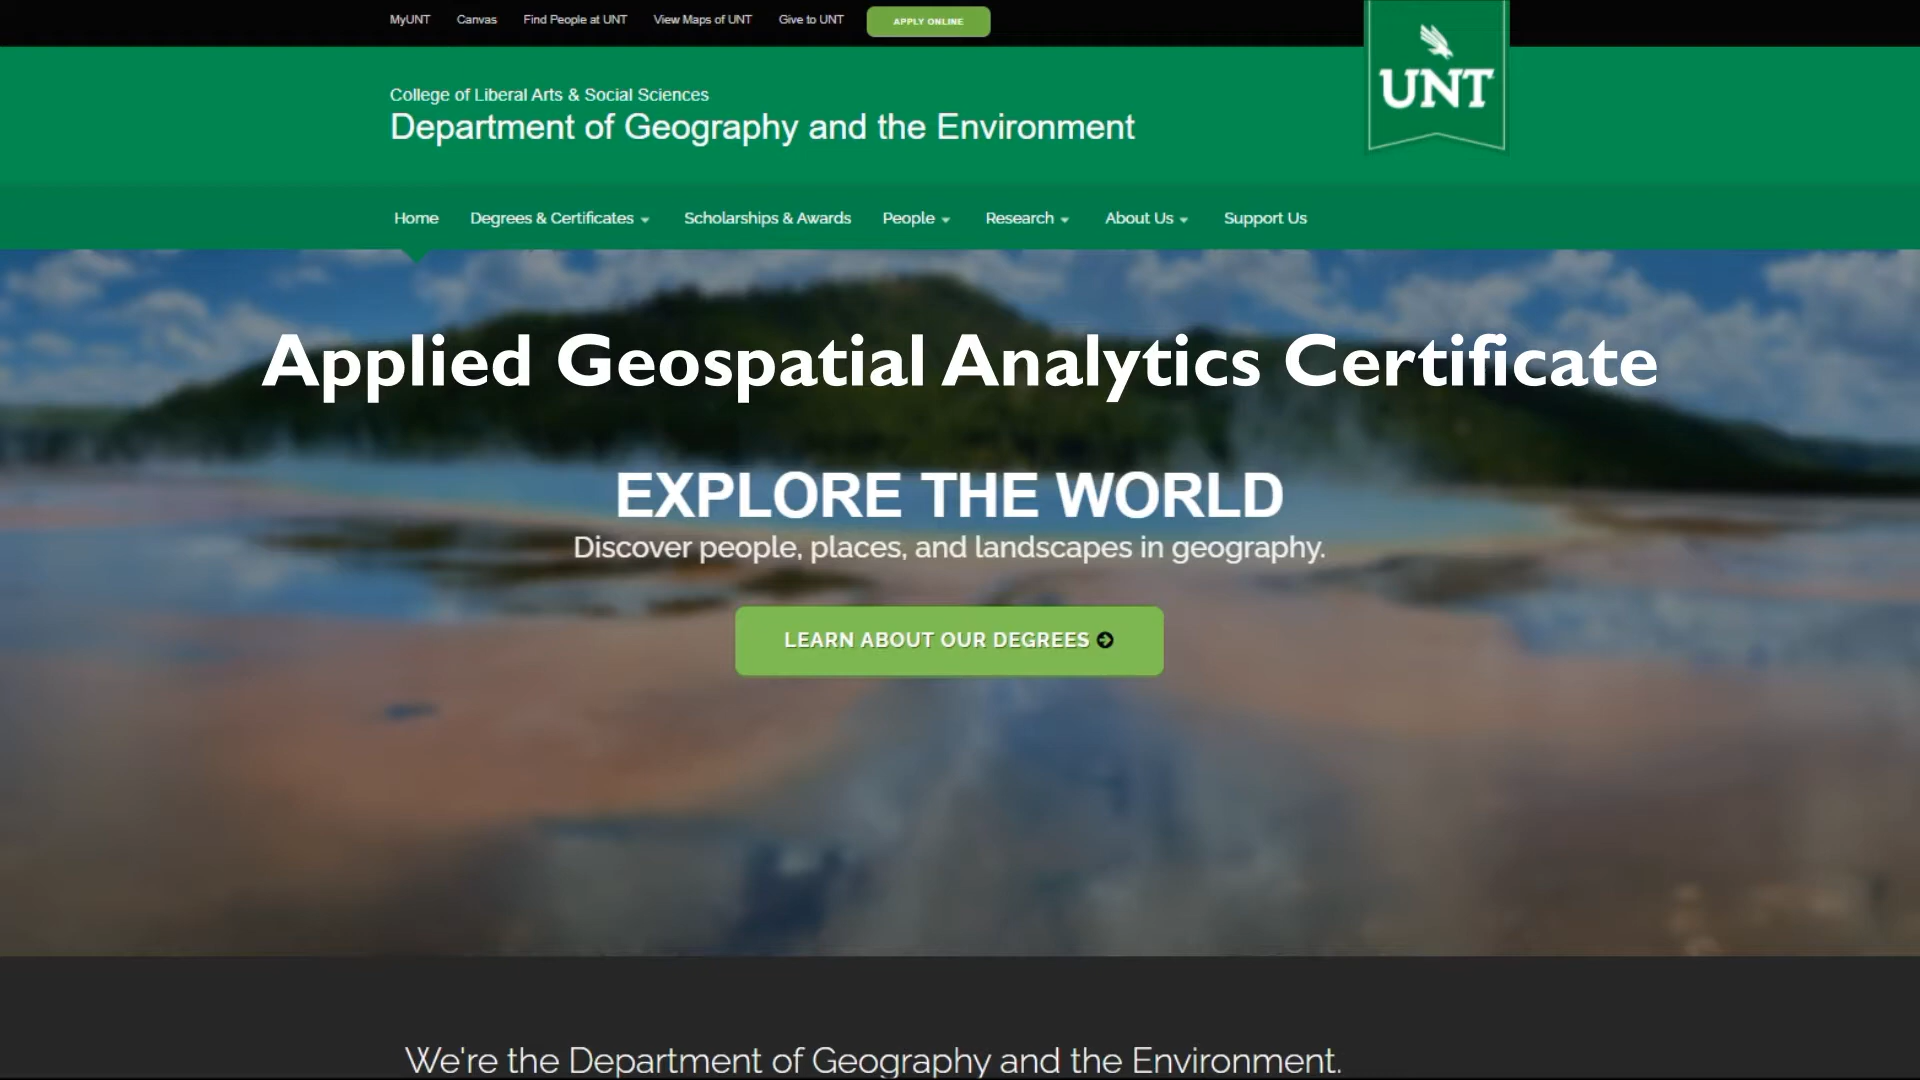 MyUNT Canvas Find People at UNT View Maps of UNT Give to UNT APPLY ONLINE
UNT
College of Liberal Arts & Social Sciences
Department of Geography and the Environment
Home Degrees & Certificates Scholarships & Awards People Research About Us Support Us
Applied Geospatial Analytics Certificate
EXPLORE THE WORLD
Discover people, places, and landscapes in geography.
LEARN ABOUT OUR DEGREES
We're the Department of Geography and the Environment.